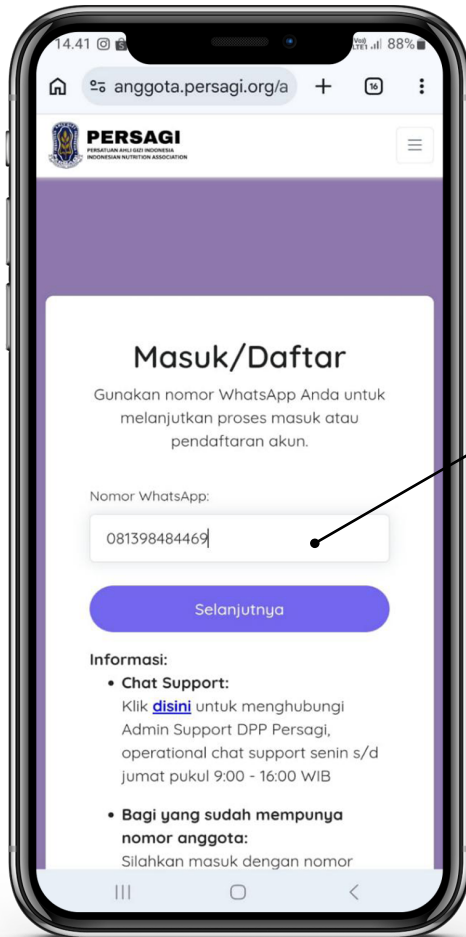 14.41
88%
anggota.persagi.org/a
16
PERSAGI
PERSATUAN AHLI GIZI INDONESIA
INDONESIAN NUTRITION ASSOCIATION
Masuk/Daftar
Gunakan nomor WhatsApp Anda untuk
melanjutkan proses masuk atau
pendaftaran akun.
Nomor WhatsApp:
081398484469
Selanjutnya
Informasi:
• Chat Support:
Klik disini untuk menghubungi
Admin Support DPP Persagi,
operational chat support senin s/d
jumat pukul 9:00 - 16:00 WIB
• Bagi yang sudah mempunya
nomor anggota:
Silahkan masuk dengan nomor